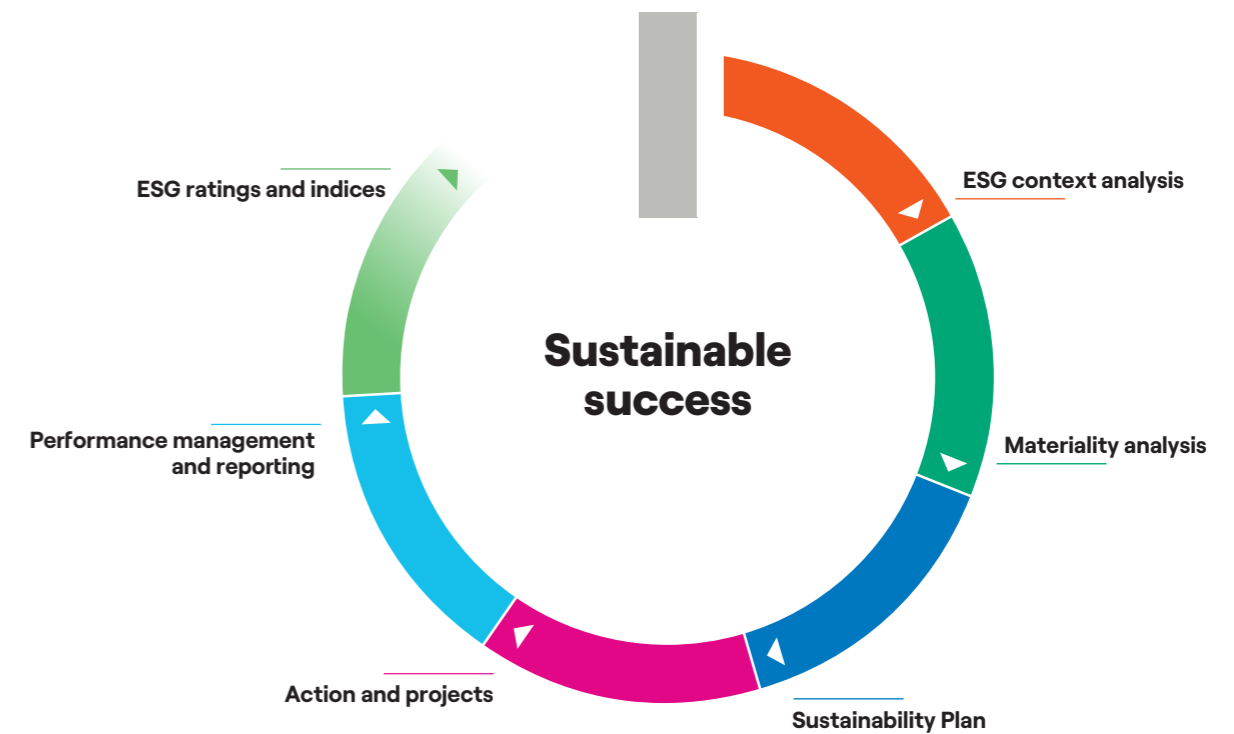 Sustainable
success
ESG context analysis
Materiality analysis
Sustainability Plan
Action and projects
Performance management
and reporting
ESG ratings and indices